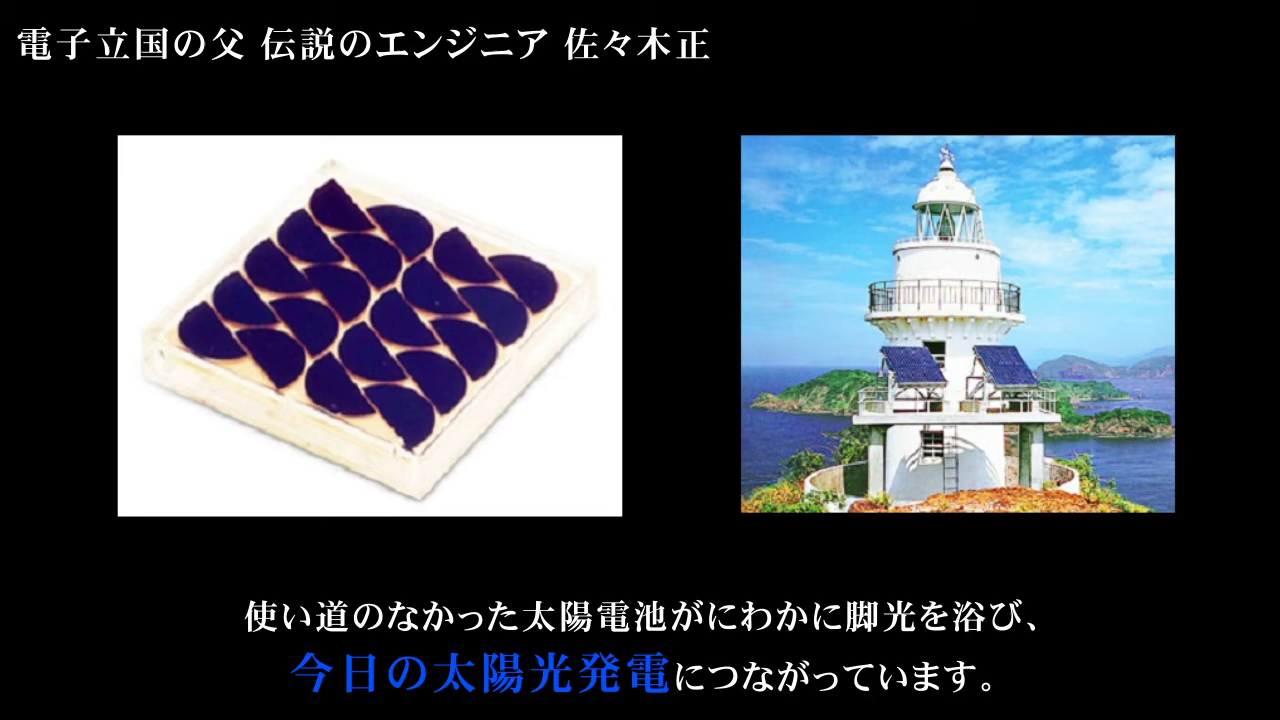 電子立国の父 伝説のエンジニア 佐々木正
使い道のなかった太陽電池がにわかに脚光を浴び、
今日の太陽光発電につながっています。